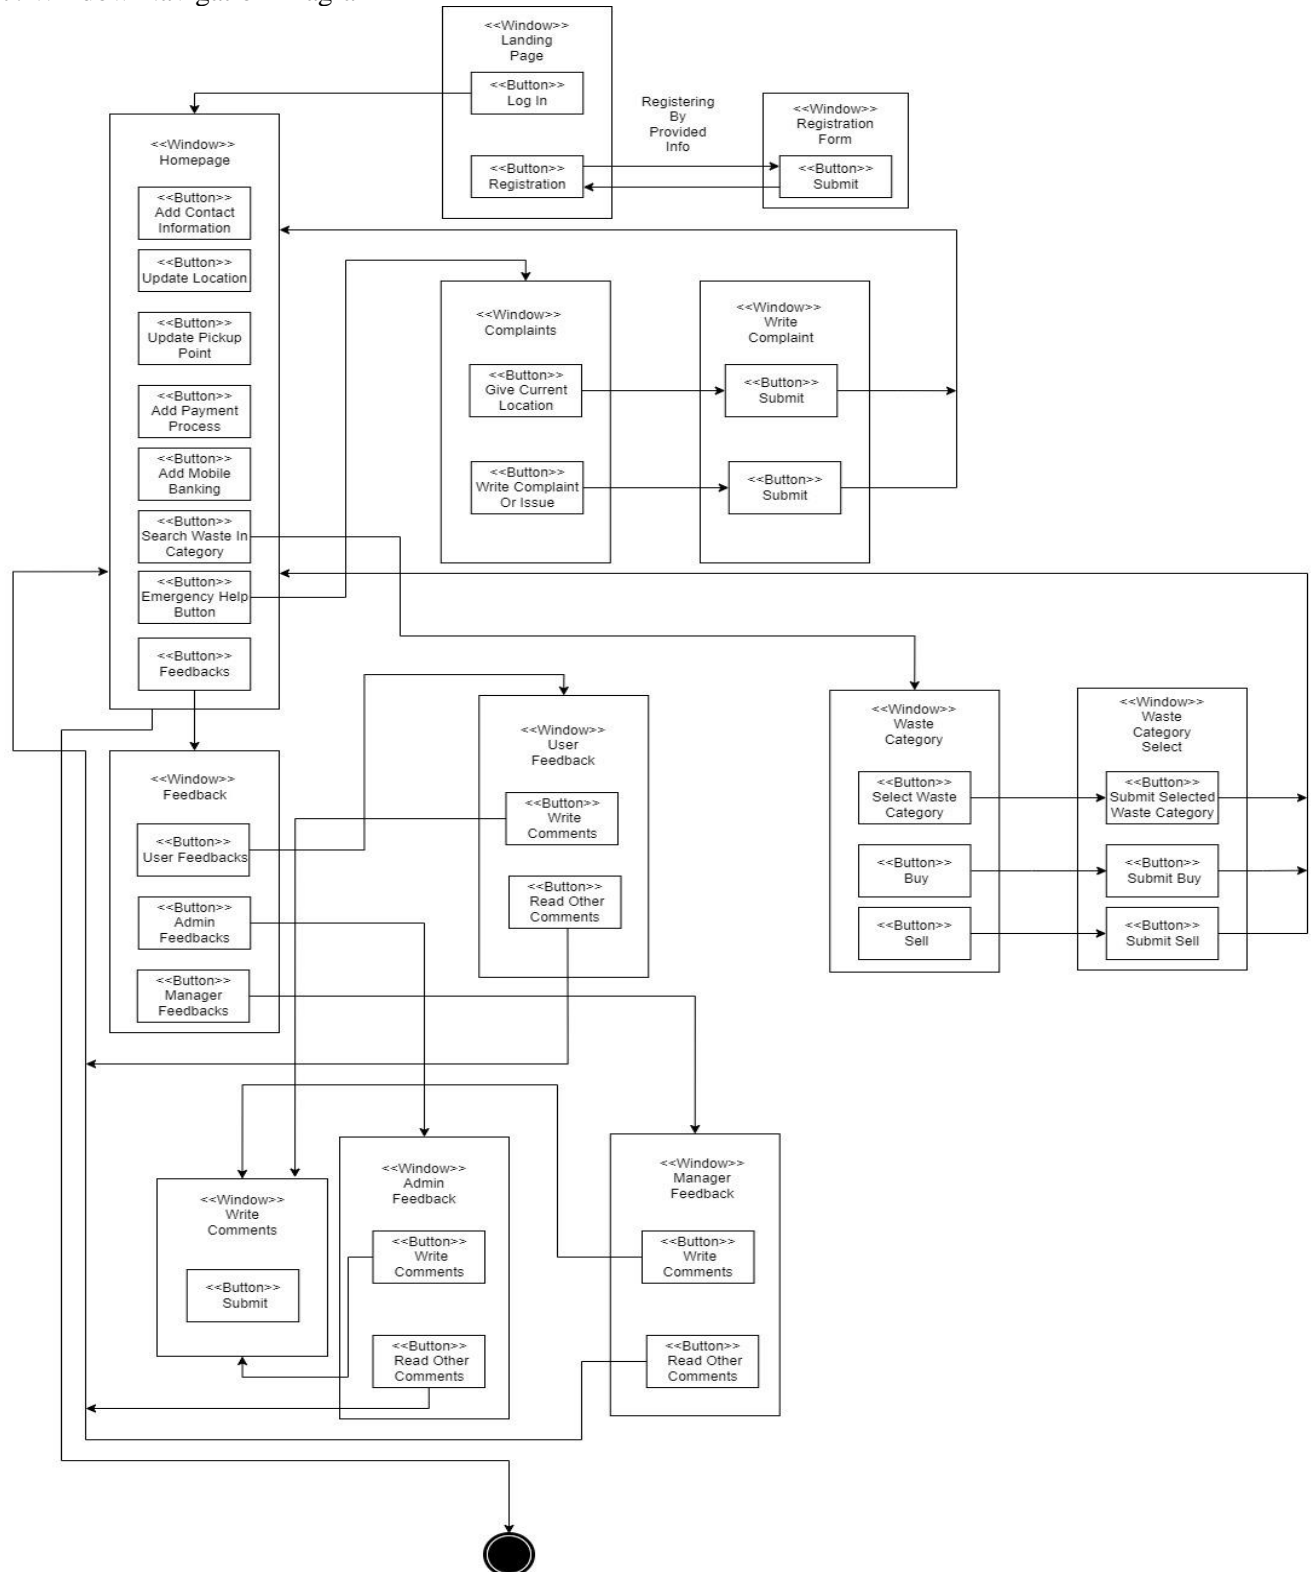 <<Window>>
Landing
Page
<<Button>>
Log In
<<Button>>
Registration
Registering
By
Provided
Info
<<Window>>
Registration
Form
<<Button>>
Submit
<<Window>>
Homepage
<<Button>>
Add Contact
Information
<<Button>>
Update Location
<<Button>>
Update Pickup
Point
<<Button>>
Add Payment
Process
<<Button>>
Add Mobile
Banking
<<Button>>
Search Waste In
Category
<<Button>>
Emergency Help
Button
<<Button>>
Feedbacks
<<Window>>
Complaints
<<Button>>
Give Current
Location
<<Button>>
Write Complaint
Or Issue
<<Window>>
Write
Complaint
<<Button>>
Submit
<<Button>>
Submit
<<Window>>
Feedback
<<Button>>
User Feedbacks
<<Button>>
Admin
Feedbacks
<<Button>>
Manager
Feedbacks
<<Window>>
User
Feedback
<<Button>>
Write
Comments
<<Button>>
Read Other
Comments
<<Window>>
Waste
Category
<<Button>>
Select Waste
Category
<<Button>>
Buy
<<Button>>
Sell
<<Window>>
Waste
Category
Select
<<Button>>
Submit Selected
Waste Category
<<Button>>
Submit Buy
<<Button>>
Submit Sell
<<Window>>
Write
Comments
<<Button>>
Submit
<<Window>>
Admin
Feedback
<<Button>>
Write
Comments
<<Button>>
Read Other
Comments
<<Window>>
Manager
Feedback
<<Button>>
Write
Comments
<<Button>>
Read Other
Comments